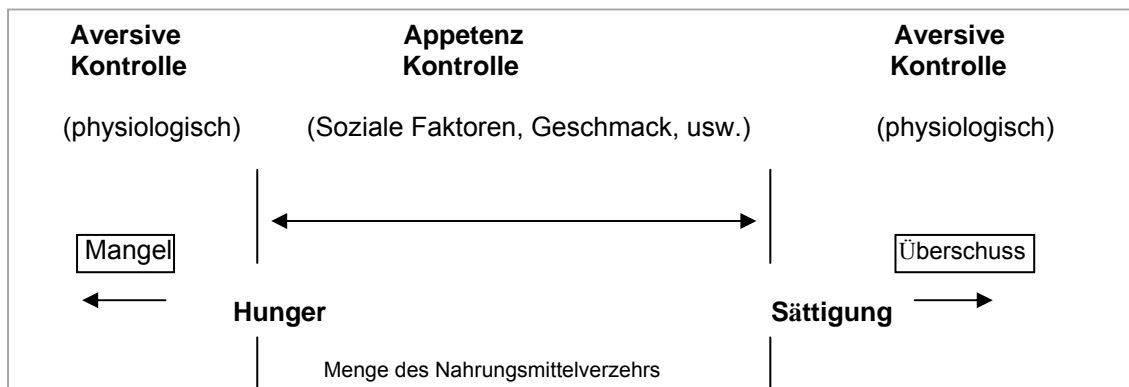 Aversive Kontrolle
Appetenz Kontrolle
Aversive Kontrolle
(physiologisch)
(Soziale Faktoren, Geschmack, usw.)
(physiologisch)
Mangel
Überschuss
Hunger
Sättigung
Menge des Nahrungsmittelverzehrs